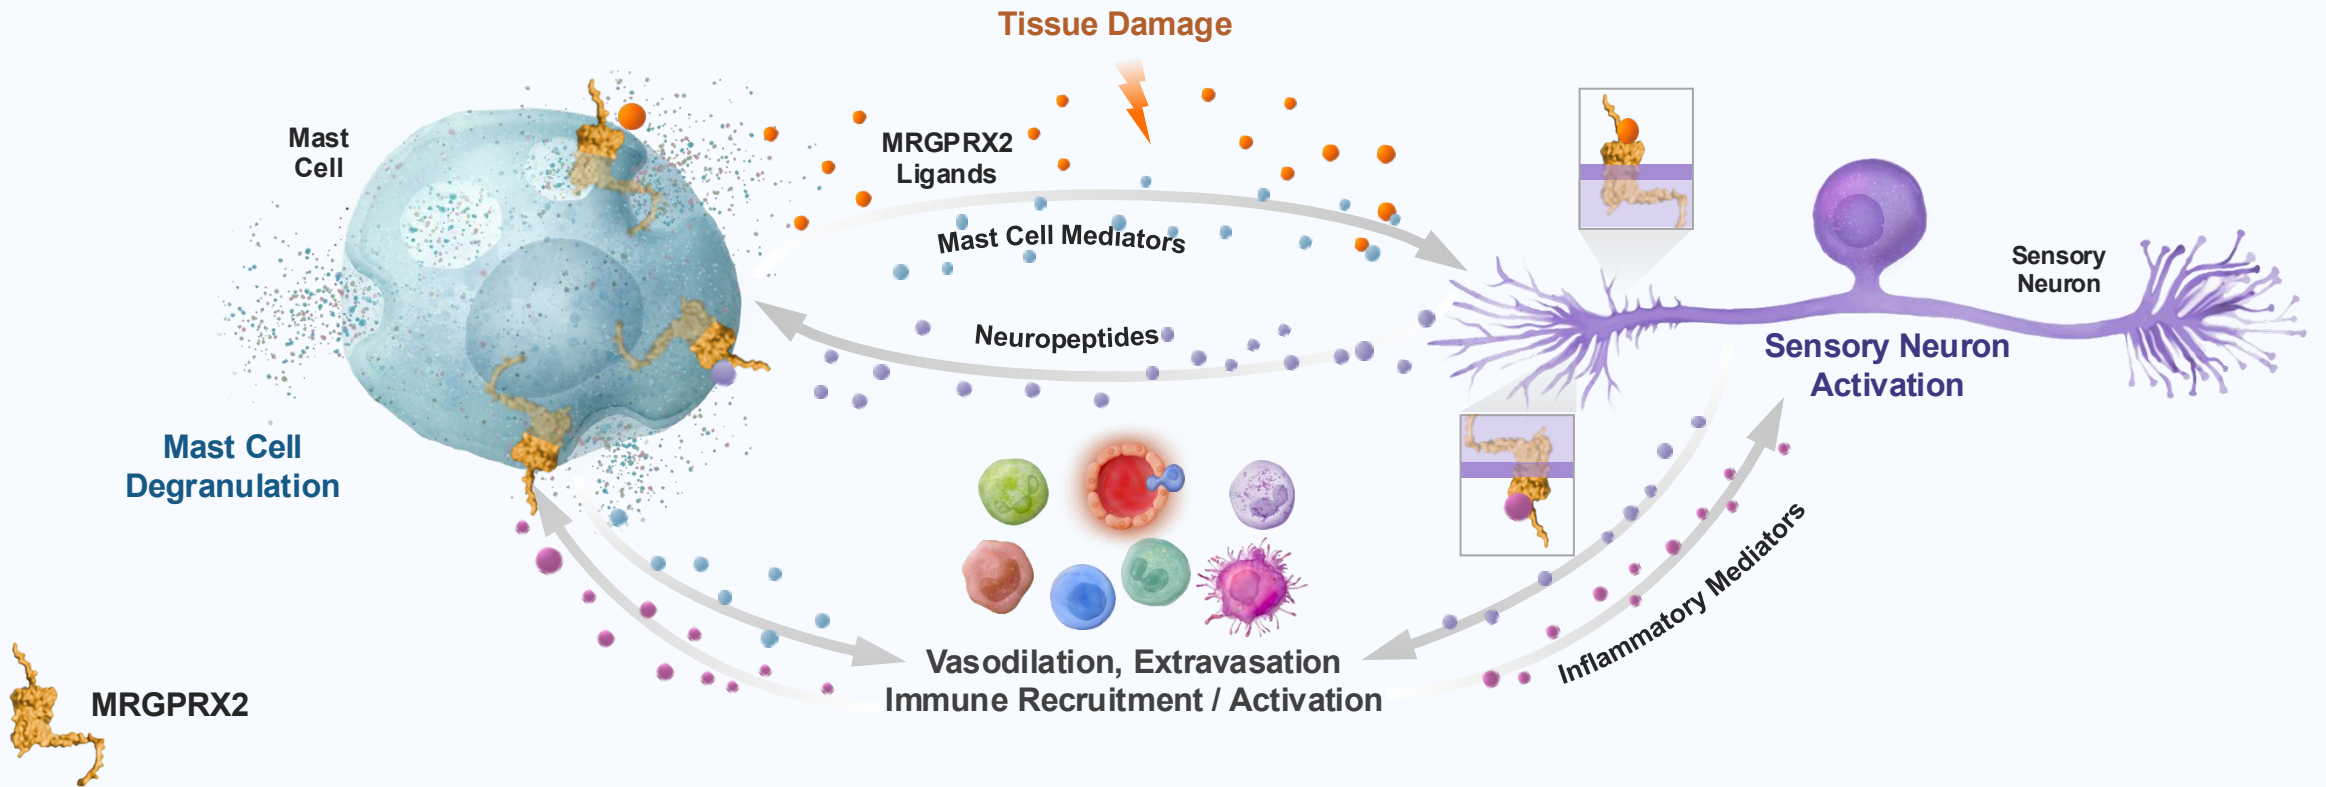 Tissue Damage
Mast
Cell
MRGPRX2
Ligands
Mast Cell Mediators
Sensory
Neuron
Neuropeptides
Sensory Neuron
Activation
Mast Cell
Degranulation
Inflammatory Mediators
Vasodilation, Extravasation
Immune Recruitment / Activation
MRGPRX2